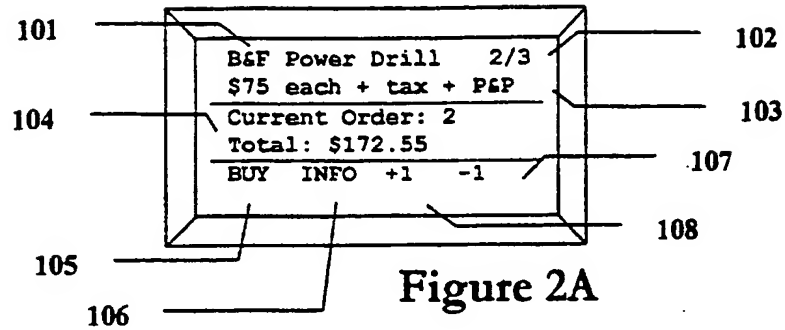 101
B&F Power Drill 2/3
102
$75 each + tax + P&P
103
104
Current Order: 2
Total: $172.55
107
BUY INFO +1 -1
108
105
106
Figure 2A